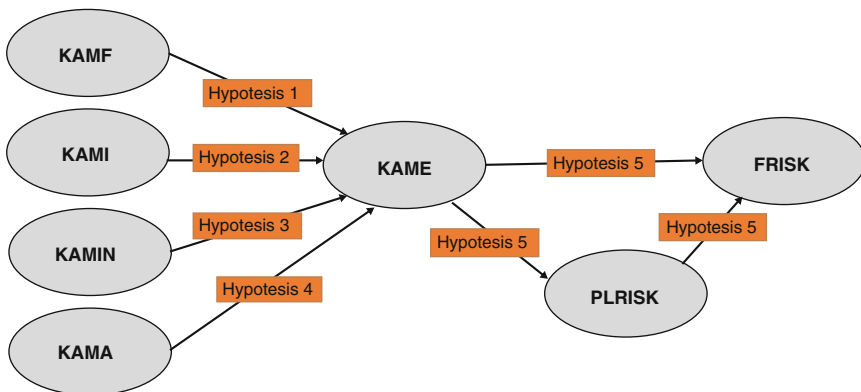 KAMF
Hypotesis 1
KAMI
Hypotesis 2
KAME
Hypotesis 5
FRISK
KAMIN
Hypotesis 3
Hypotesis 5
Hypotesis 5
Hypotesis 4
PLRISK
KAMA